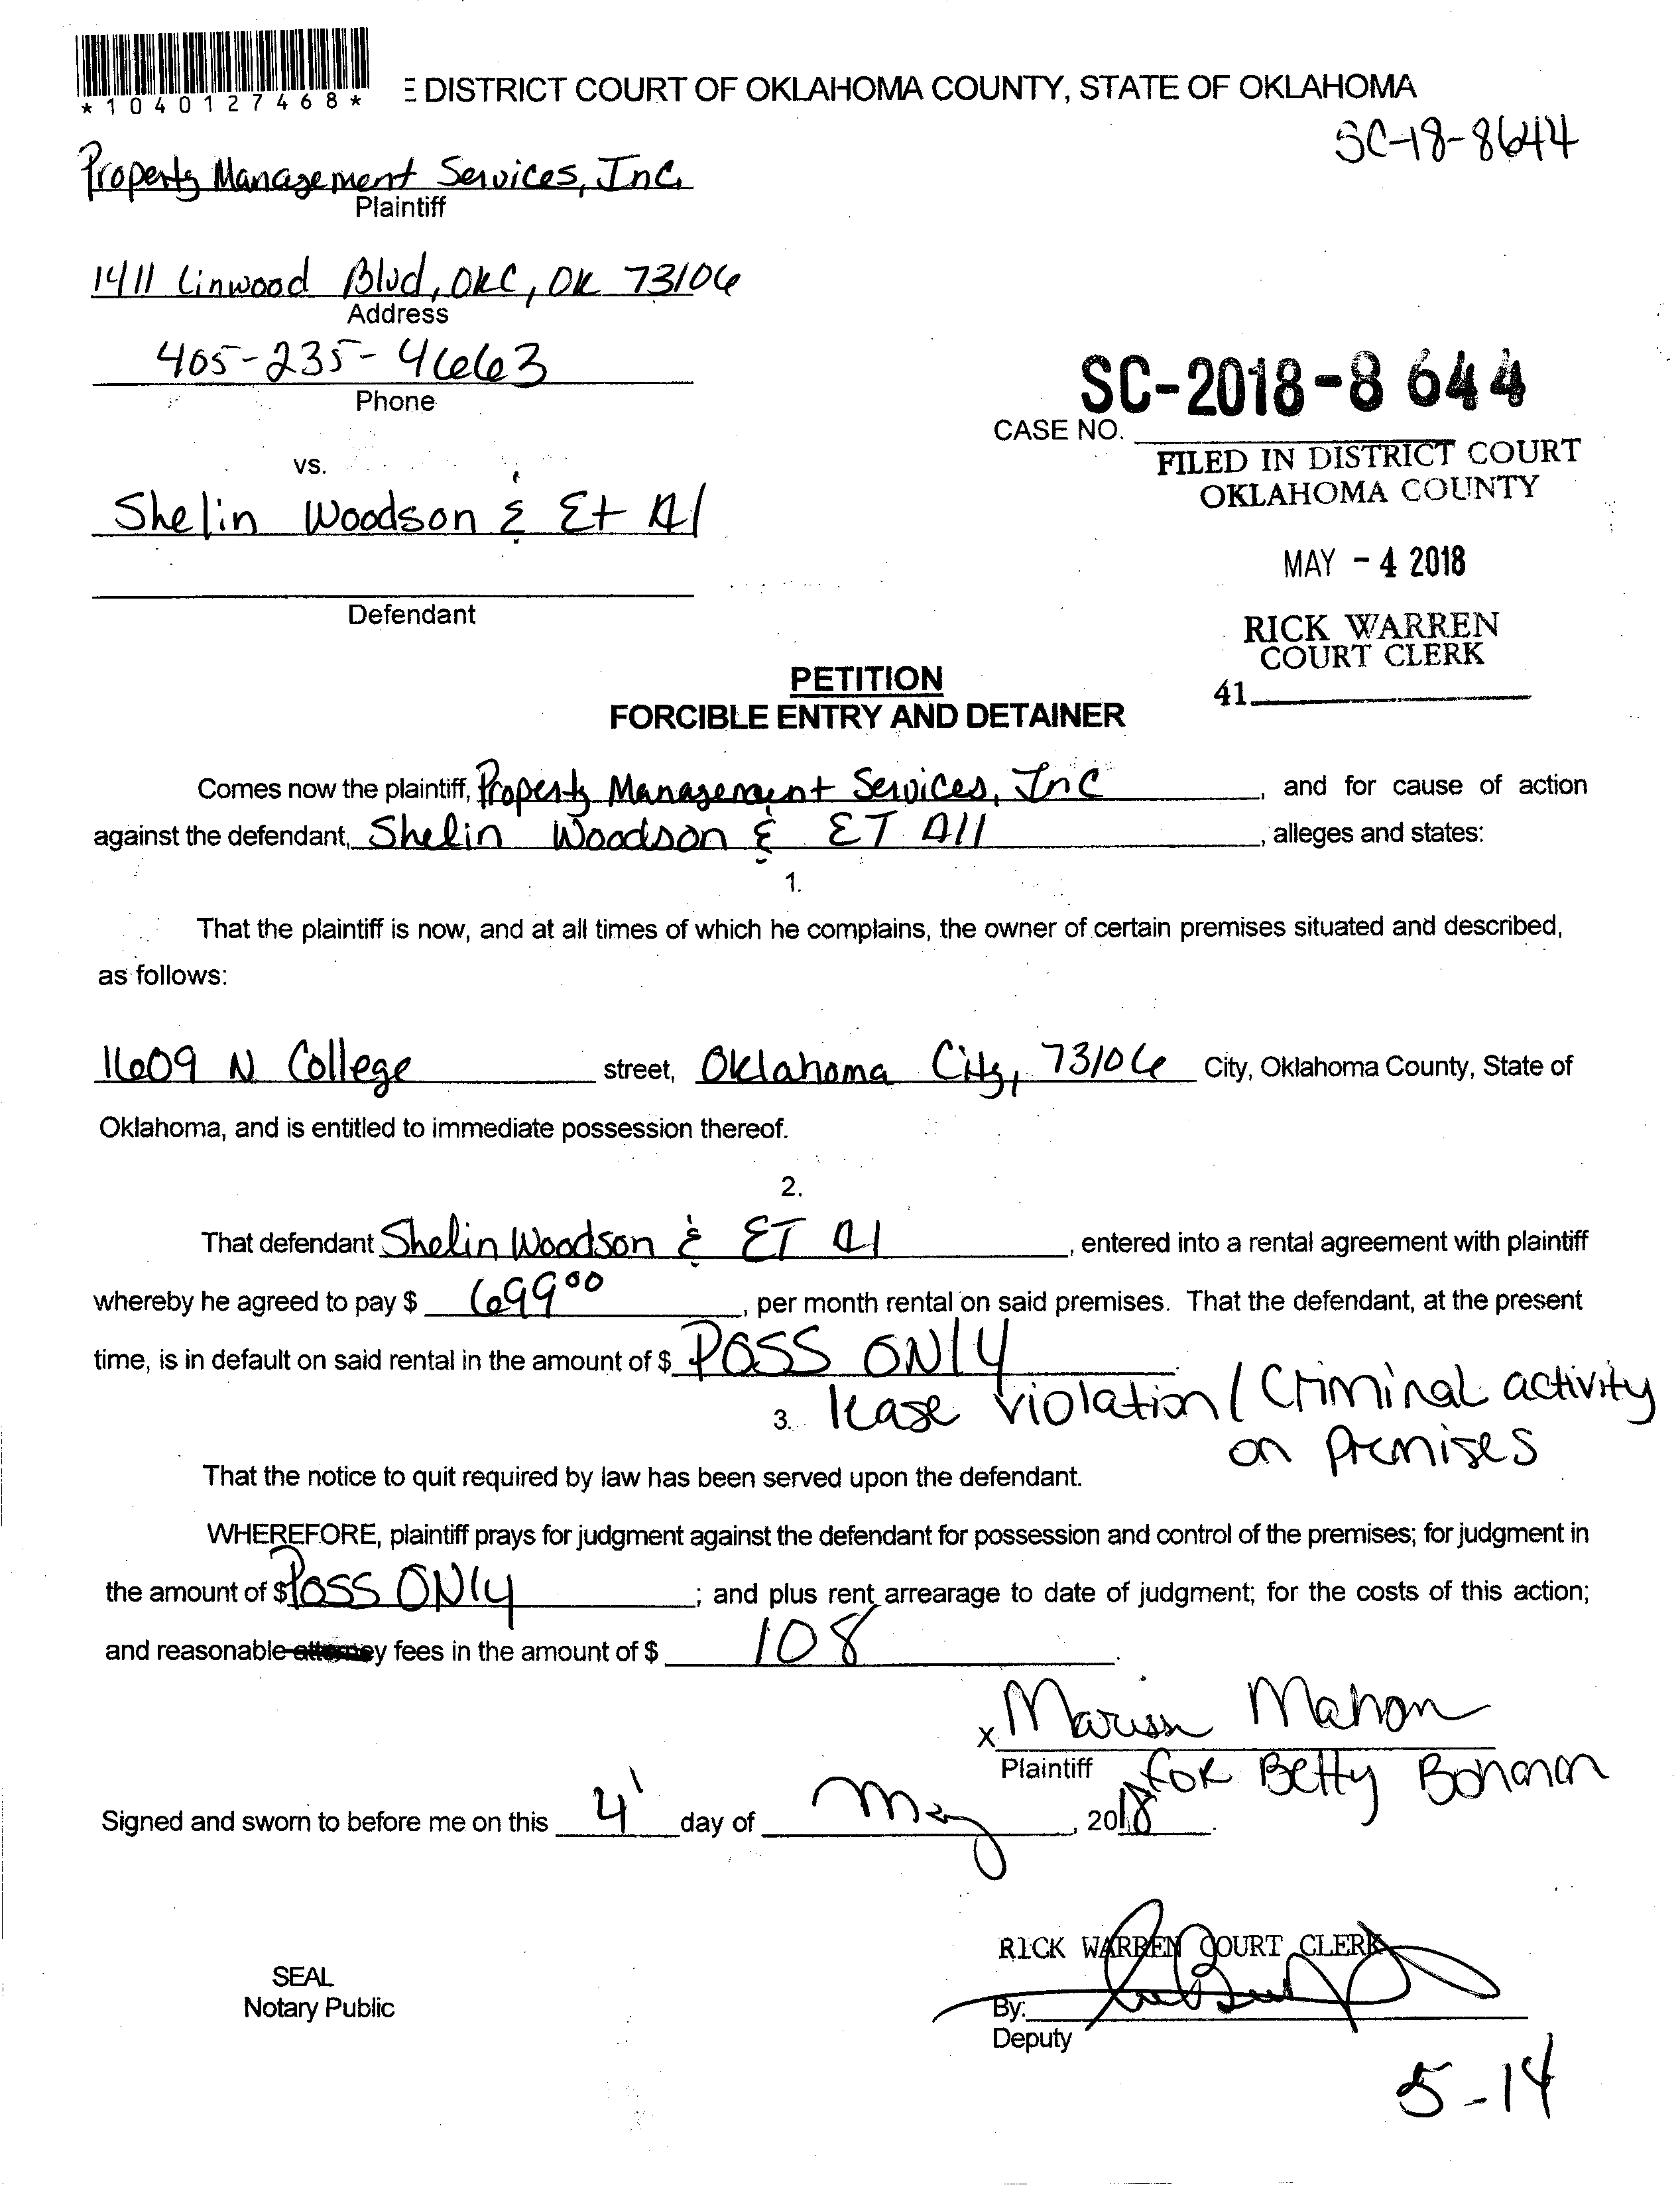 *1040127468*
E DISTRICT COURT OF OKLAHOMA COUNTY, STATE OF OKLAHOMA
SC-18-8644
Property Management Services, Inc.
Plaintiff
1411 Linwood Blvd, OKC, OK 73106
Address
405-235-4663
Phone
SC-2018-8644
CASE NO.
FILED IN DISTRICT COURT
OKLAHOMA COUNTY
MAY - 4 2018
RICK WARREN
COURT CLERK
41
vs.
Shelin Woodson & Et Al
Defendant
PETITION
FORCIBLE ENTRY AND DETAINER
Comes now the plaintiff, Property Management Services, Inc, and for cause of action
against the defendant, Shelin Woodson & ET All, alleges and states:
1.
That the plaintiff is now, and at all times of which he complains, the owner of certain premises situated and described,
as follows:
1609 N College street, Oklahoma City, 73106 City, Oklahoma County, State of
Oklahoma, and is entitled to immediate possession thereof.
2.
That defendant Shelin Woodson & ET Al, entered into a rental agreement with plaintiff
whereby he agreed to pay $ 699 00, per month rental on said premises. That the defendant, at the present
time, is in default on said rental in the amount of $ POSS ONLY.
3. lease violation / Criminal activity
on premises
That the notice to quit required by law has been served upon the defendant.
WHEREFORE, plaintiff prays for judgment against the defendant for possession and control of the premises; for judgment in
the amount of $ POSS ONLY; and plus rent arrearage to date of judgment; for the costs of this action;
and reasonable attorney fees in the amount of $ 108.
x Marissa Mahon
Plaintiff for Betty Bohanan
Signed and sworn to before me on this 4 day of May, 2018.
RICK WARREN COURT CLERK
SEAL
Notary Public
By:
Deputy
5-14